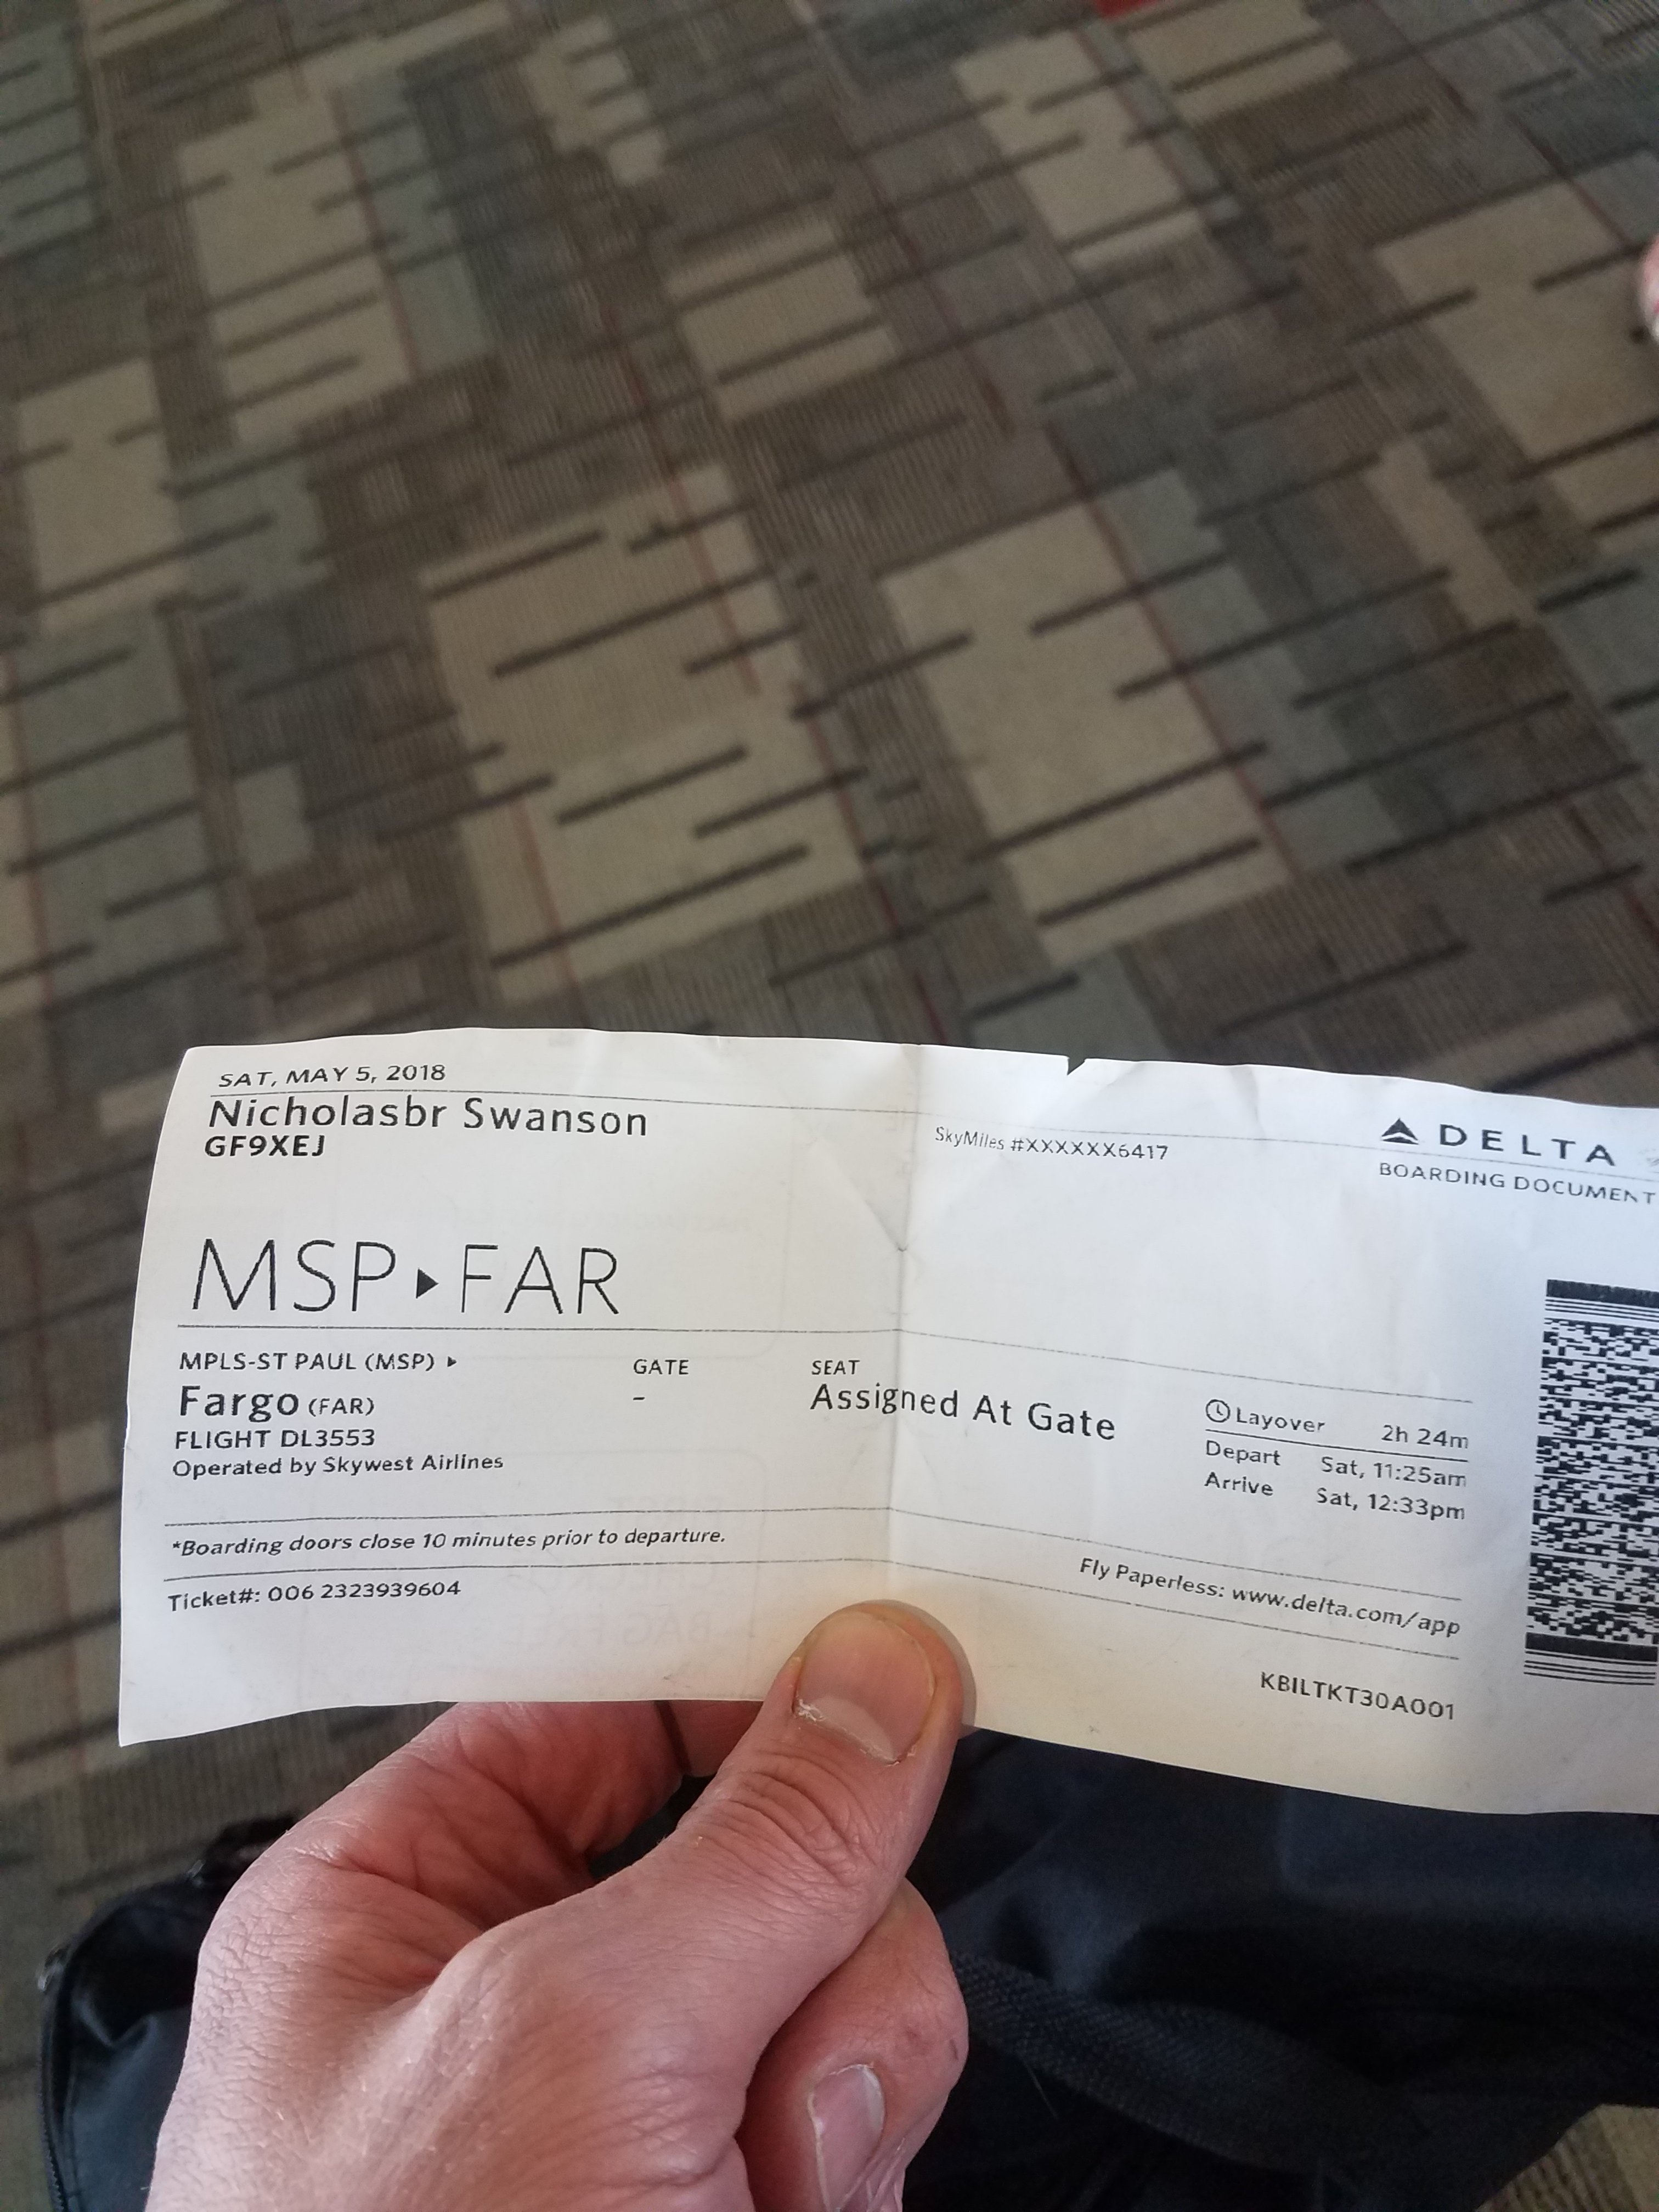 SAT, MAY 5, 2018
Nicholasbr Swanson
GF9XEJ
SkyMiles #XXXXXX6417
DELTA
BOARDING DOCUMENT
MSP▸FAR
MPLS-ST PAUL (MSP) ▸
Fargo (FAR)
FLIGHT DL3553
Operated by Skywest Airlines
GATE
-
SEAT
Assigned At Gate
Layover 2h 24m
Depart Sat, 11:25am
Arrive Sat, 12:33pm
*Boarding doors close 10 minutes prior to departure.
Ticket#: 006 2323939604
Fly Paperless: www.delta.com/app
KBILTKT30A001